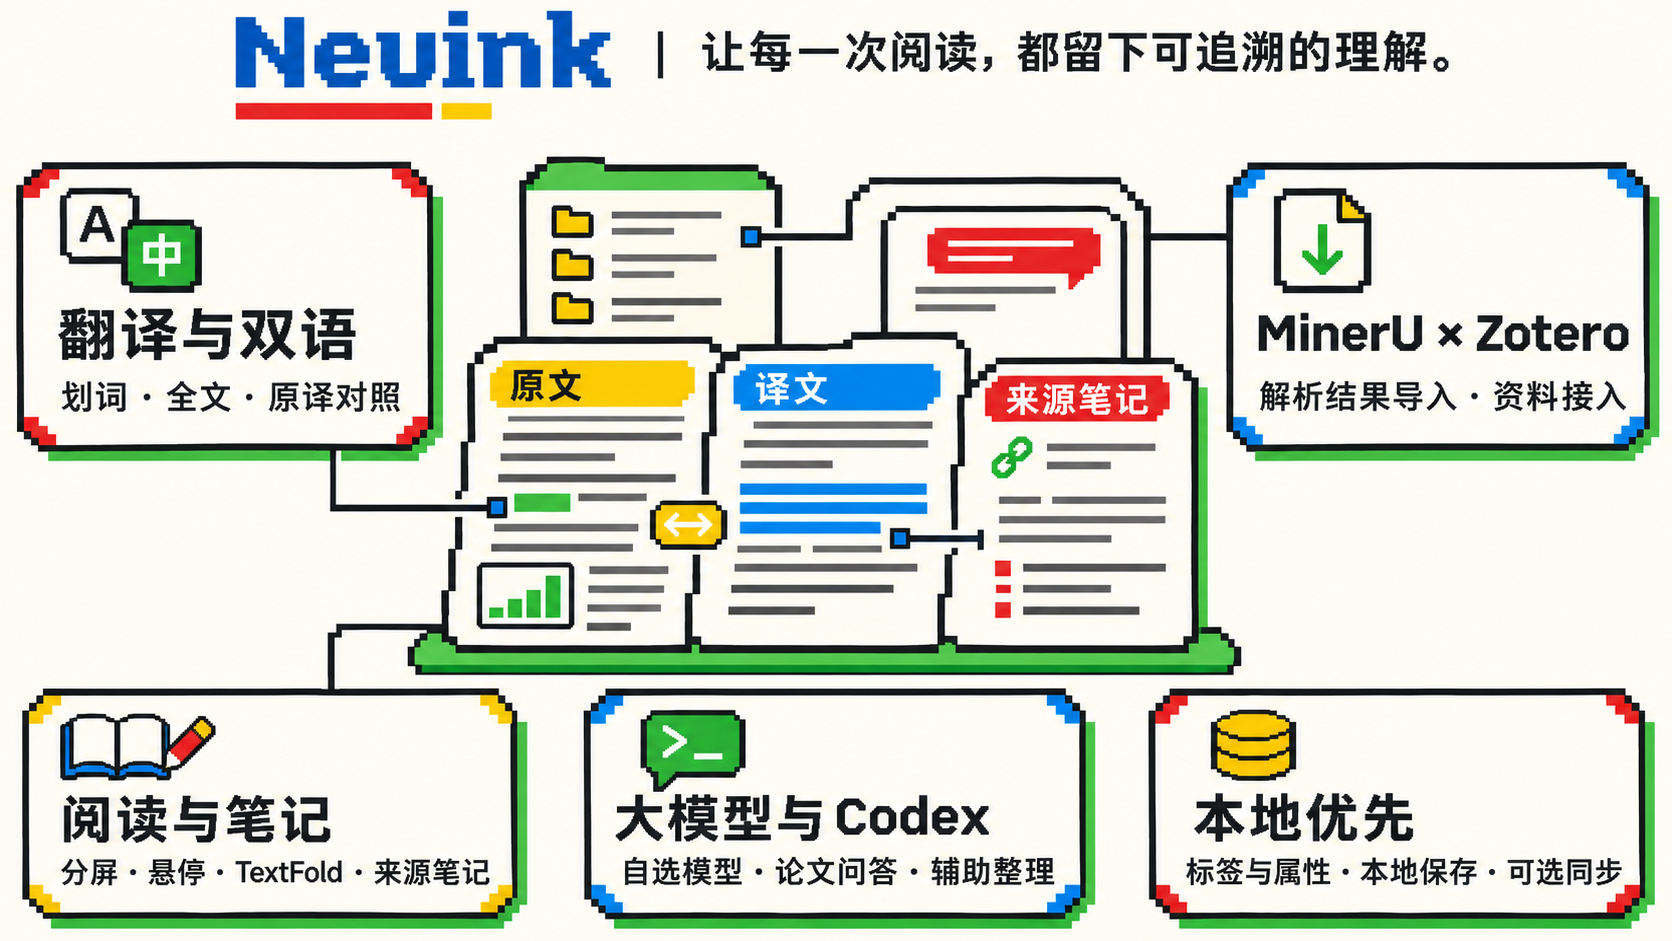 Neuink | 让每一次阅读，都留下可追溯的理解。
A 中
翻译与双语
划词 · 全文 · 原译对照
原文
译文
来源笔记
MinerU × Zotero
解析结果导入 · 资料接入
阅读与笔记
分屏 · 悬停 · TextFold · 来源笔记
>_
大模型与 Codex
自选模型 · 论文问答 · 辅助整理
本地优先
标签与属性 · 本地保存 · 可选同步